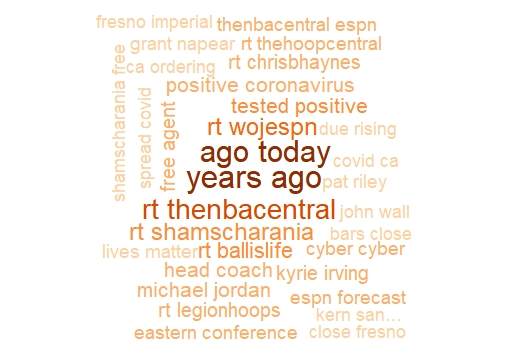 fresno imperial
thenbacentral espn
grant napear
rt thehoopcentral
ca ordering
rt chrisbhaynes
shamscharania free
positive coronavirus
spread covid
free agent
tested positive
rt wojespn
due rising
ago today
covid ca
years ago
pat riley
rt thenbacentral
john wall
rt shamscharania
bars close
lives matter
rt ballislife
cyber cyber
head coach
kyrie irving
michael jordan
espn forecast
rt legionhoops
kern san…
eastern conference
close fresno